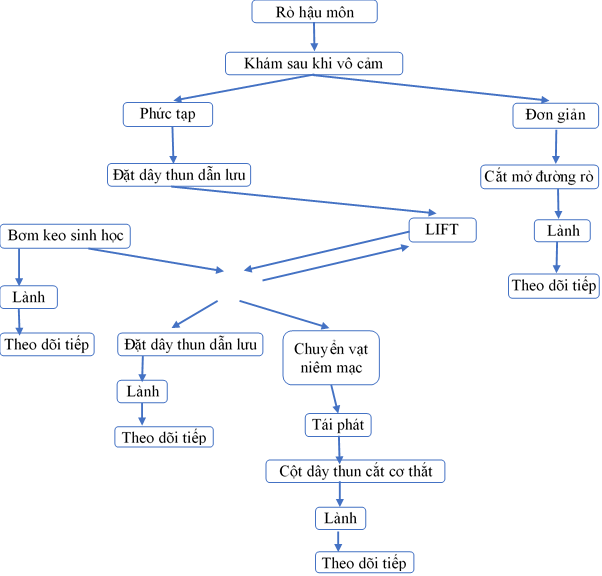 Rò hậu môn
Khám sau khi vô cảm
Phức tạp
Đơn giản
Đặt dây thun dẫn lưu
Cắt mở đường rò
Bơm keo sinh học
LIFT
Lành
Lành
Theo dõi tiếp
Theo dõi tiếp
Đặt dây thun dẫn lưu
Chuyển vạt
niêm mạc
Lành
Theo dõi tiếp
Tái phát
Cột dây thun cắt cơ thắt
Lành
Theo dõi tiếp